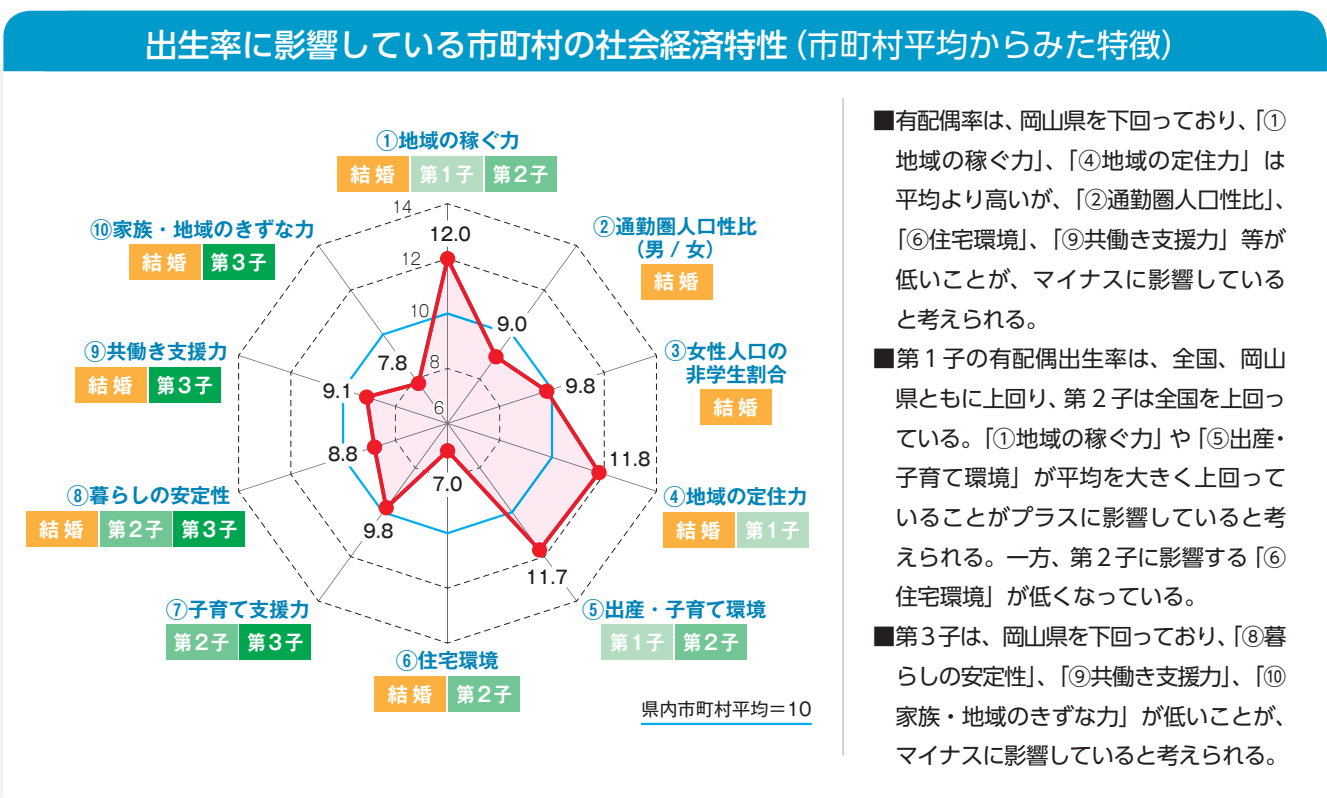 出生率に影響している市町村の社会経済特性（市町村平均からみた特徴）
①地域の稼ぐ力
結婚 第1子 第2子
②通勤圏人口性比
（男 / 女）
結婚
③女性人口の
非学生割合
結婚
④地域の定住力
結婚 第1子
⑤出産・子育て環境
第1子 第2子
⑥住宅環境
結婚 第2子
⑦子育て支援力
第2子 第3子
⑧暮らしの安定性
結婚 第2子 第3子
⑨共働き支援力
結婚 第3子
⑩家族・地域のきずな力
結婚 第3子
14
12
10
8
6
12.0
9.0
9.8
11.8
11.7
7.0
9.8
8.8
9.1
7.8
県内市町村平均＝10
■有配偶率は、岡山県を下回っており、「①
地域の稼ぐ力」、「④地域の定住力」は
平均より高いが、「②通勤圏人口性比」、
「⑥住宅環境」、「⑨共働き支援力」等が
低いことが、マイナスに影響している
と考えられる。
■第1子の有配偶出生率は、全国、岡山
県ともに上回り、第2子は全国を上回っ
ている。「①地域の稼ぐ力」や「⑤出産・
子育て環境」が平均を大きく上回って
いることがプラスに影響していると考
えられる。一方、第2子に影響する「⑥
住宅環境」が低くなっている。
■第3子は、岡山県を下回っており、「⑧暮
らしの安定性」、「⑨共働き支援力」、「⑩
家族・地域のきずな力」が低いことが、
マイナスに影響していると考えられる。